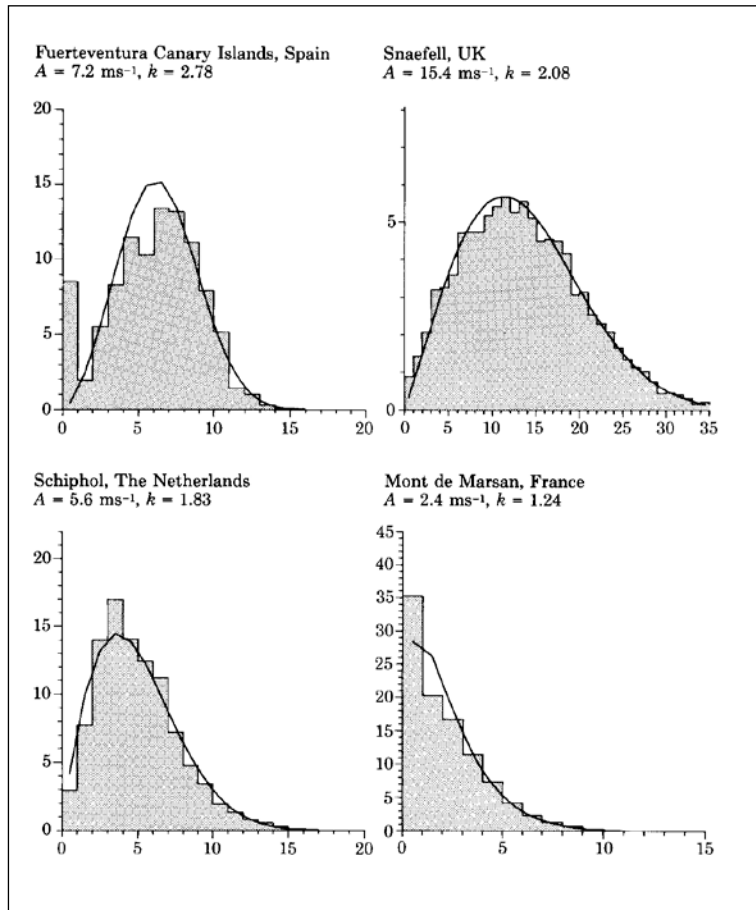 Fuerteventura Canary Islands, Spain
A = 7.2 ms⁻¹, k = 2.78
20
15
10
5
0
0 5 10 15 20
Snaefell, UK
A = 15.4 ms⁻¹, k = 2.08
5
0
0 5 10 15 20 25 30 35
Schiphol, The Netherlands
A = 5.6 ms⁻¹, k = 1.83
20
15
10
5
0
0 5 10 15 20
Mont de Marsan, France
A = 2.4 ms⁻¹, k = 1.24
45
40
35
30
25
20
15
10
5
0
0 5 10 15